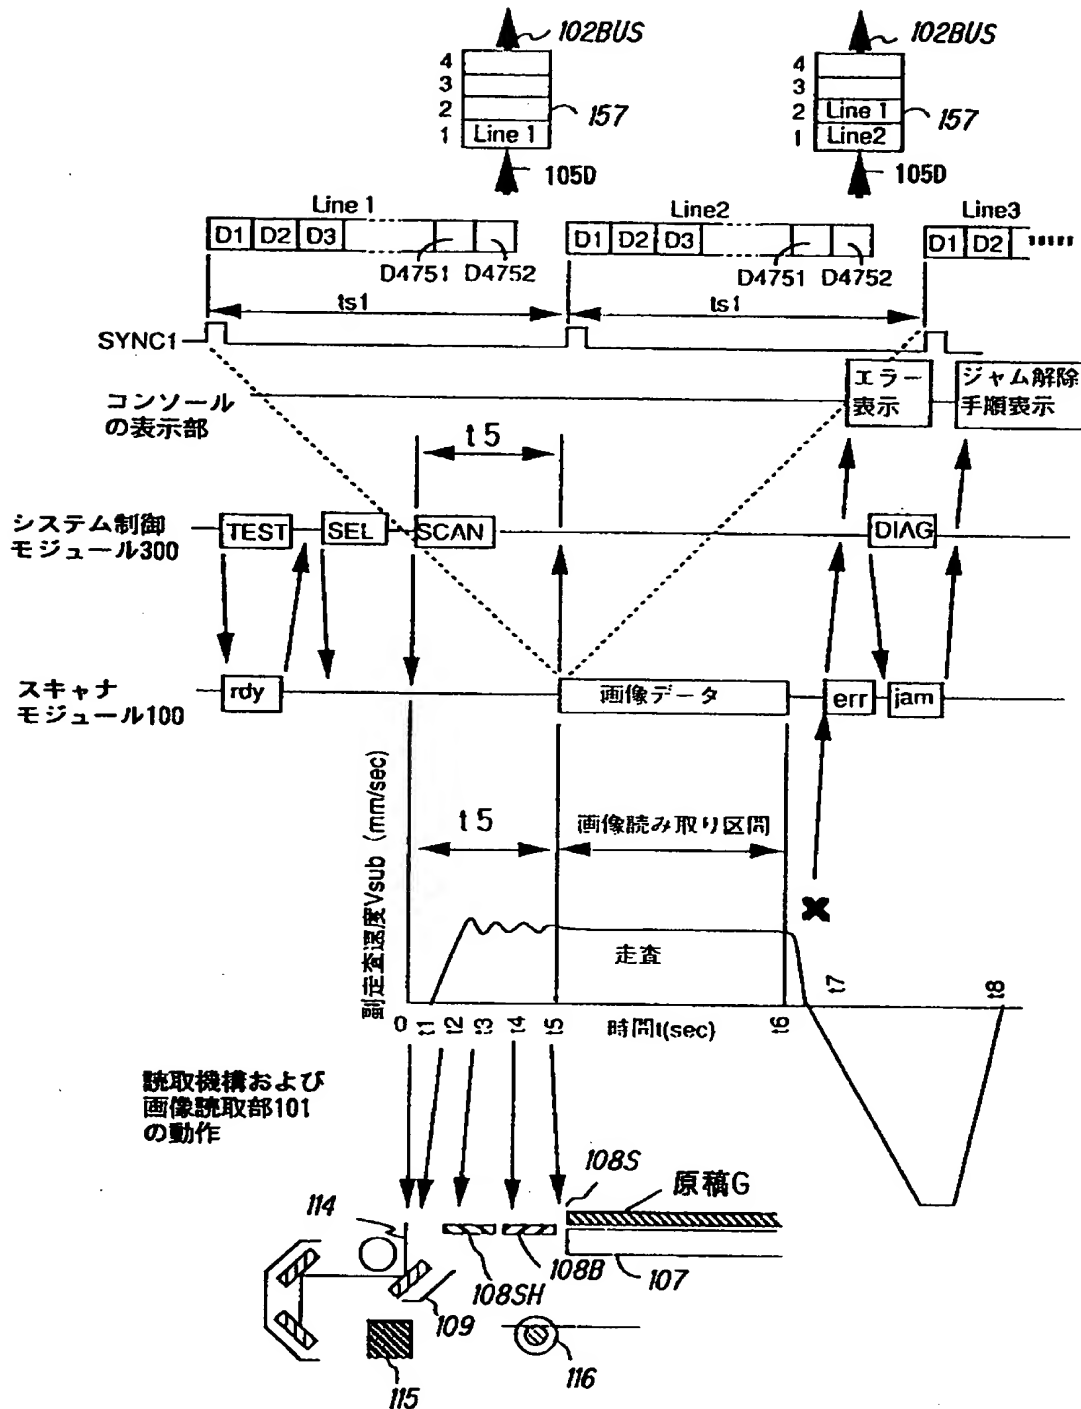 102BUS 102BUS
4 4
3 3
2 157 2 Line 1 157
1 Line 1 1 Line2
105D 105D
Line 1 Line2 Line3
D1 D2 D3 D1 D2 D3 D1 D2
D4751 D4752 D4751 D4752
ts1 ts1
SYNC1
コンソール
の表示部
エラー
表示
ジャム解除
手順表示
t5
システム制御
モジュール300
TEST SEL SCAN DIAG
スキャナ
モジュール100
rdy 画像データ err jam
副走査速度Vsub (mm/sec)
t5 画像読み取り区間
走査
0 t1 t2 t3 t4 t5 時間t(sec) t6 t7 t8
読取機構および
画像読取部101
の動作
108S
原稿G
114
108SH 108B 107
109
115 116